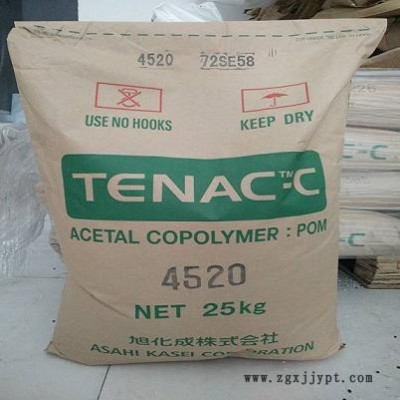 4520 72SE58
USE NO HOOKS
KEEP DRY
TENAC™-C
ACETAL COPOLYMER : POM
4520
NET 25kg
旭化成株式会社
ASAHI KASEI CORPORATION
www.zgxjjypt.com